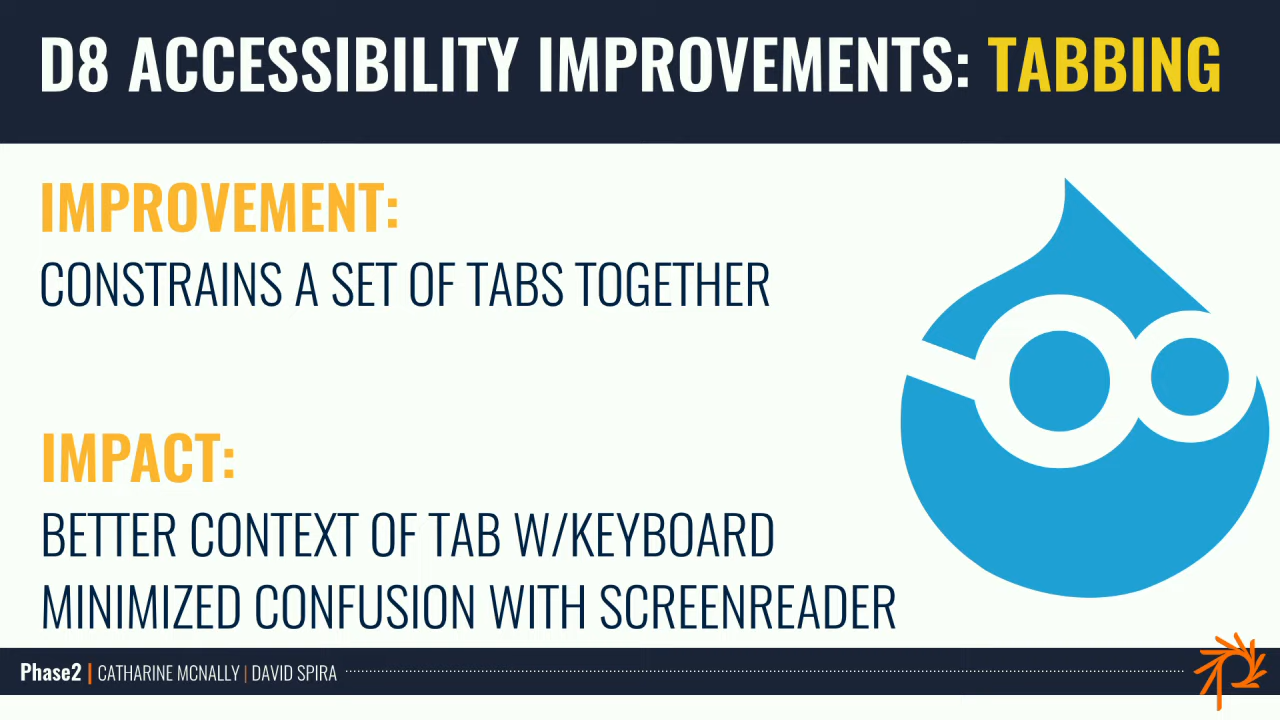 D8 ACCESSIBILITY IMPROVEMENTS: TABBING
IMPROVEMENT:
CONSTRAINS A SET OF TABS TOGETHER
IMPACT:
BETTER CONTEXT OF TAB W/KEYBOARD
MINIMIZED CONFUSION WITH SCREENREADER
Phase2 | CATHARINE MCNALLY | DAVID SPIRA